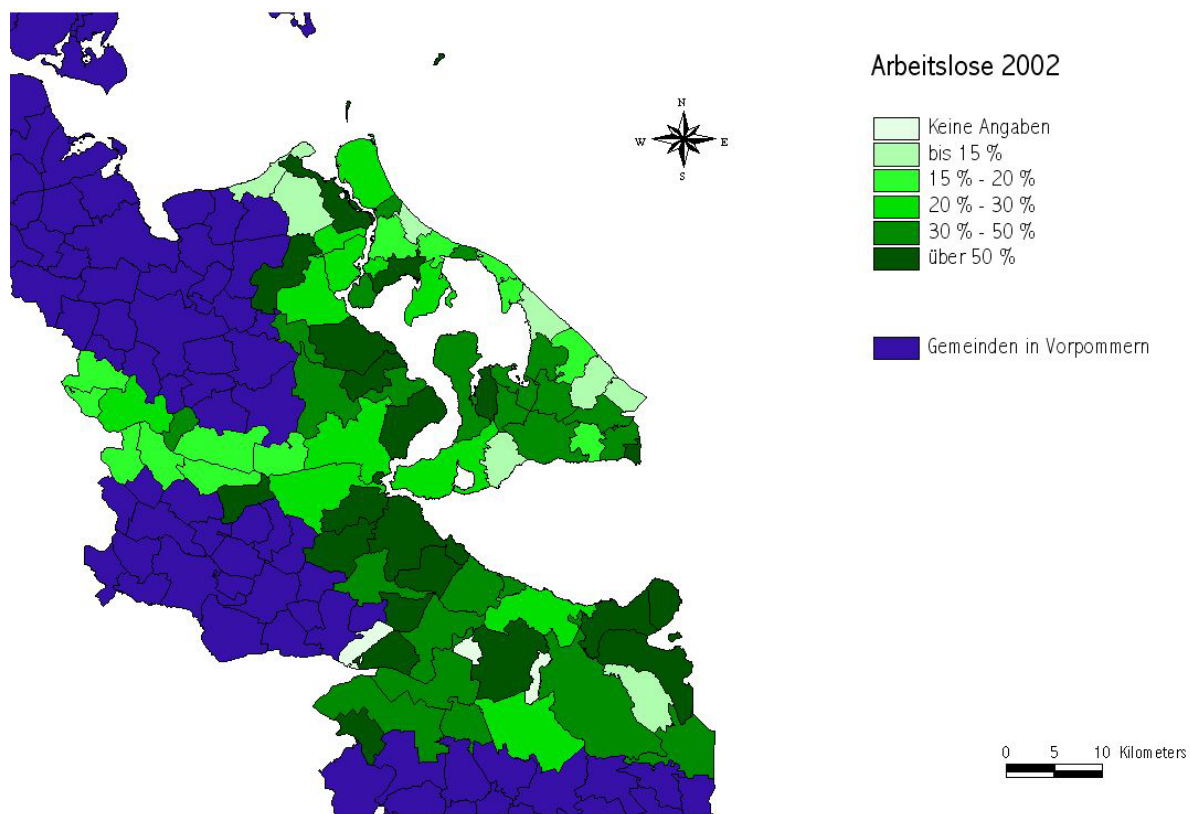 Arbeitslose 2002
N
W
E
S
Keine Angaben
bis 15 %
15 % - 20 %
20 % - 30 %
30 % - 50 %
über 50 %
Gemeinden in Vorpommern
0 5 10 Kilometers